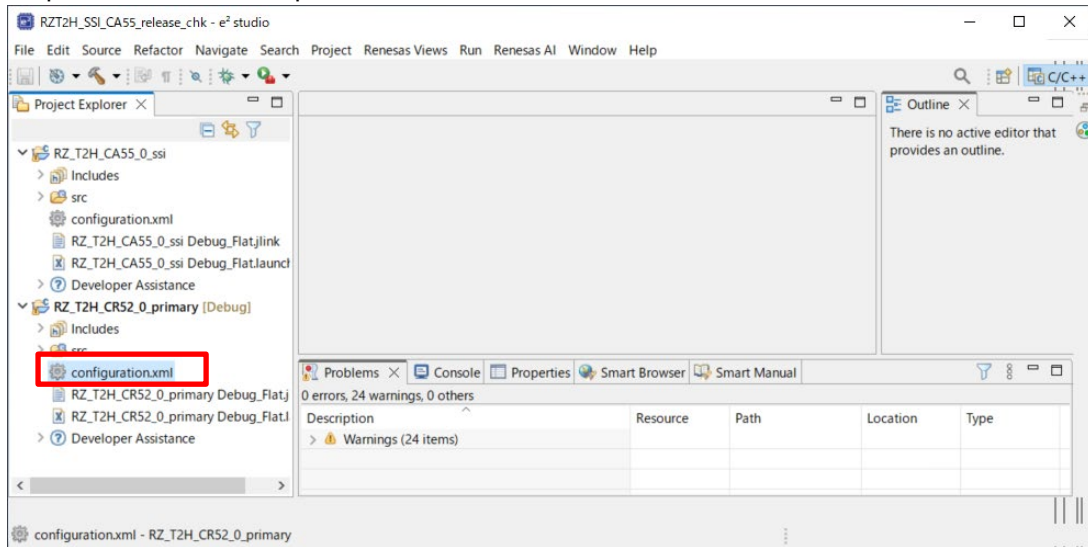 RZT2H_SSI_CA55_release_chk - e² studio
File Edit Source Refactor Navigate Search Project Renesas Views Run Renesas AI Window Help
C/C++
Project Explorer
Outline
There is no active editor that
provides an outline.
RZ_T2H_CA55_0_ssi
Includes
src
configuration.xml
RZ_T2H_CA55_0_ssi Debug_Flat.jlink
RZ_T2H_CA55_0_ssi Debug_Flat.launch
Developer Assistance
RZ_T2H_CR52_0_primary [Debug]
Includes
src
configuration.xml
RZ_T2H_CR52_0_primary Debug_Flat.j
RZ_T2H_CR52_0_primary Debug_Flat.l
Developer Assistance
Problems Console Properties Smart Browser Smart Manual
0 errors, 24 warnings, 0 others
Description Resource Path Location Type
Warnings (24 items)
configuration.xml - RZ_T2H_CR52_0_primary